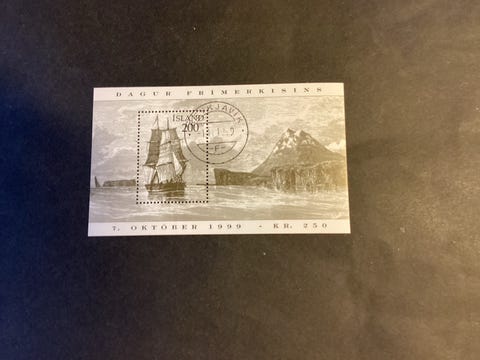 DAGUR FRÍMERKISINS
ÍSLAND
200
7. OKTÓBER 1999 - KR. 250